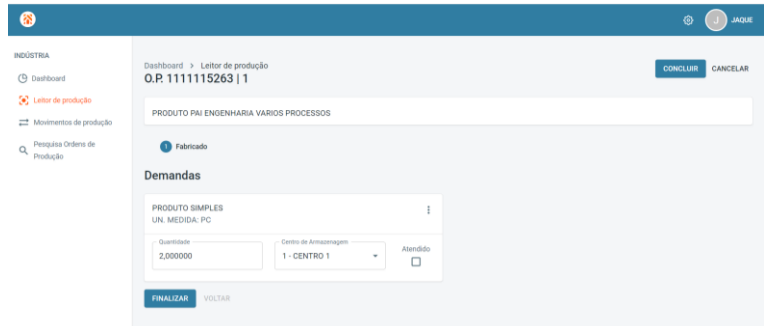 J JAQUE
INDÚSTRIA
Dashboard
Leitor de produção
Movimentos de produção
Pesquisa Ordens de
Produção
Dashboard > Leitor de produção
O.P. 1111115263 | 1
CONCLUIR CANCELAR
PRODUTO PAI ENGENHARIA VARIOS PROCESSOS
1 Fabricado
Demandas
PRODUTO SIMPLES
UN. MEDIDA: PC
Quantidade
2,000000
Centro de Armazenagem
1 - CENTRO 1
Atendido
FINALIZAR VOLTAR